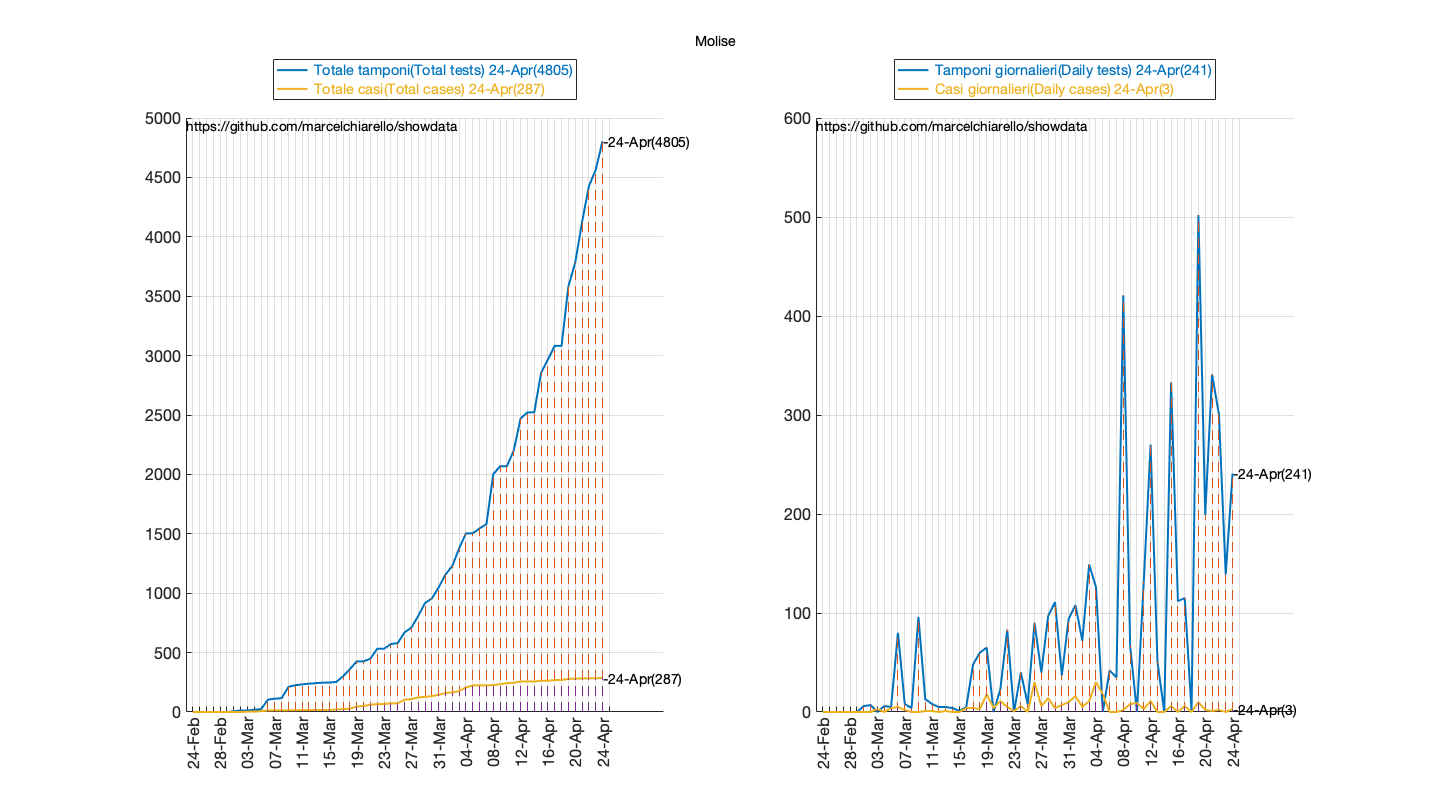 Molise
Totale tamponi(Total tests) 24-Apr(4805)
Totale casi(Total cases) 24-Apr(287)
https://github.com/marcelchiarello/showdata
5000
4500
4000
3500
3000
2500
2000
1500
1000
500
0
-24-Apr(4805)
-24-Apr(287)
24-Feb
28-Feb
03-Mar
07-Mar
11-Mar
15-Mar
19-Mar
23-Mar
27-Mar
31-Mar
04-Apr
08-Apr
12-Apr
16-Apr
20-Apr
24-Apr
Tamponi giornalieri(Daily tests) 24-Apr(241)
Casi giornalieri(Daily cases) 24-Apr(3)
https://github.com/marcelchiarello/showdata
600
500
400
300
200
100
0
-24-Apr(241)
-24-Apr(3)
24-Feb
28-Feb
03-Mar
07-Mar
11-Mar
15-Mar
19-Mar
23-Mar
27-Mar
31-Mar
04-Apr
08-Apr
12-Apr
16-Apr
20-Apr
24-Apr